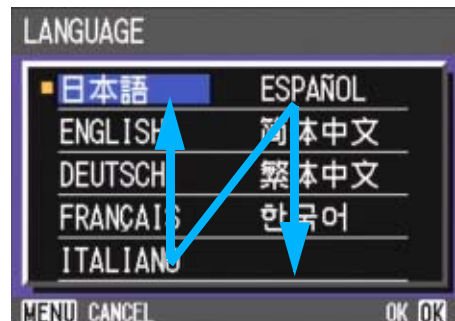 LANGUAGE
日本語
ENGLISH
DEUTSCH
FRANÇAIS
ITALIANO
ESPAÑOL
简体中文
繁体中文
한국어
MENU CANCEL
OK OK